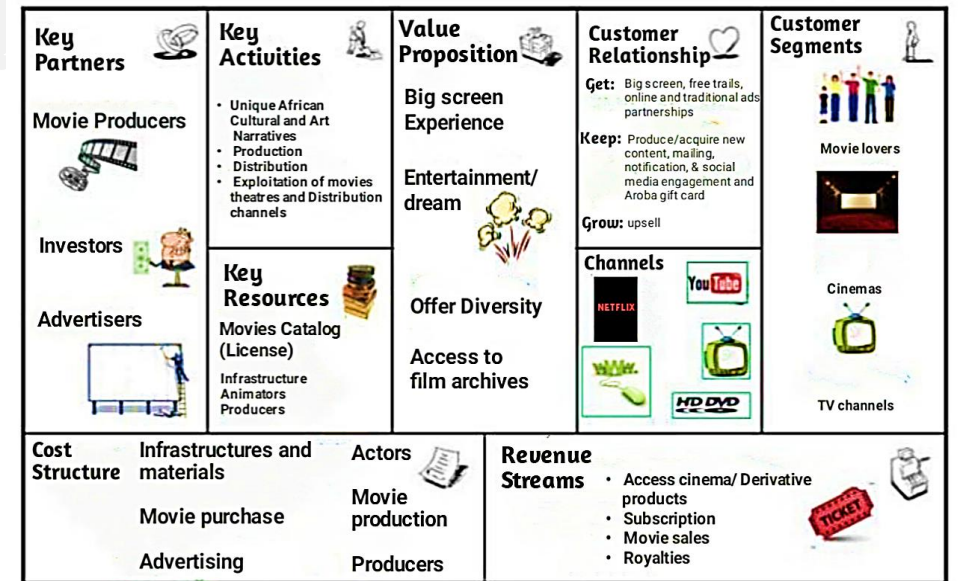 Key
Partners
Movie Producers
Investors
Advertisers
Key
Activities
• Unique African
Cultural and Art
Narratives
• Production
• Distribution
• Exploitation of movies
theatres and Distribution
channels
Key
Resources
Movies Catalog
(License)
Infrastructure
Animators
Producers
Value
Proposition
Big screen
Experience
Entertainment/
dream
Offer Diversity
Access to
film archives
Customer
Relationship
Get: Big screen, free trails,
online and traditional ads
partnerships
Keep: Produce/acquire new
content, mailing,
notification, & social
media engagement and
Aroba gift card
Grow: upsell
Channels
NETFLIX
YouTube
WWW.
HD DVD
Customer
Segments
Movie lovers
Cinemas
TV channels
Cost
Structure
Infrastructures and
materials
Movie purchase
Advertising
Actors
Movie
production
Producers
Revenue
Streams
• Access cinema/ Derivative
products
• Subscription
• Movie sales
• Royalties
TICKET